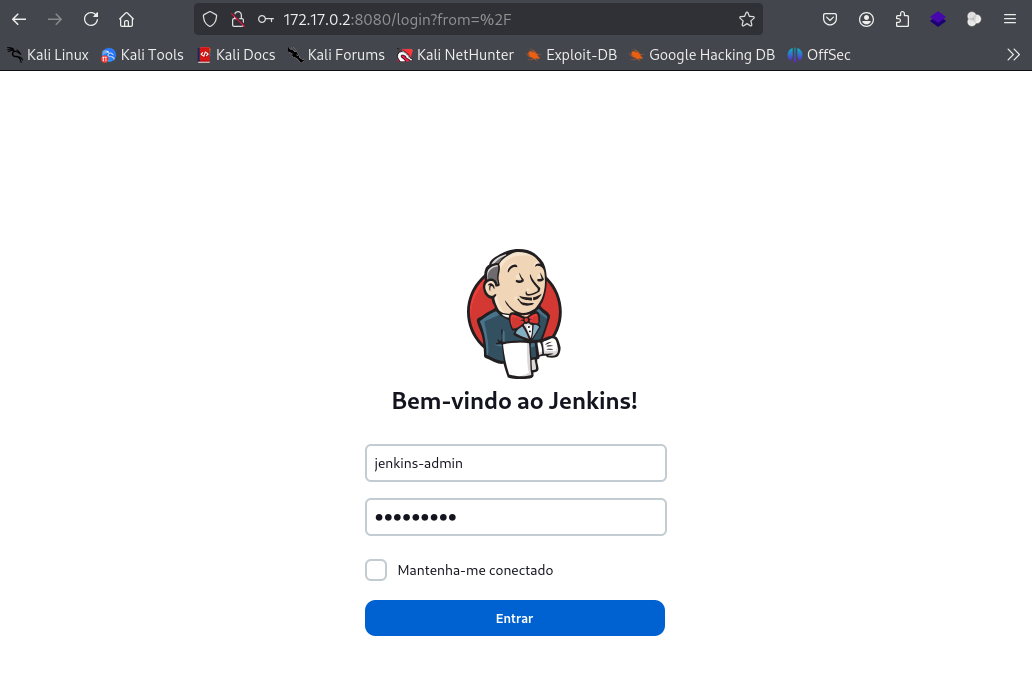 172.17.0.2:8080/login?from=%2F
Kali Linux Kali Tools Kali Docs Kali Forums Kali NetHunter Exploit-DB Google Hacking DB OffSec
Bem-vindo ao Jenkins!
jenkins-admin
•••••••••
Mantenha-me conectado
Entrar